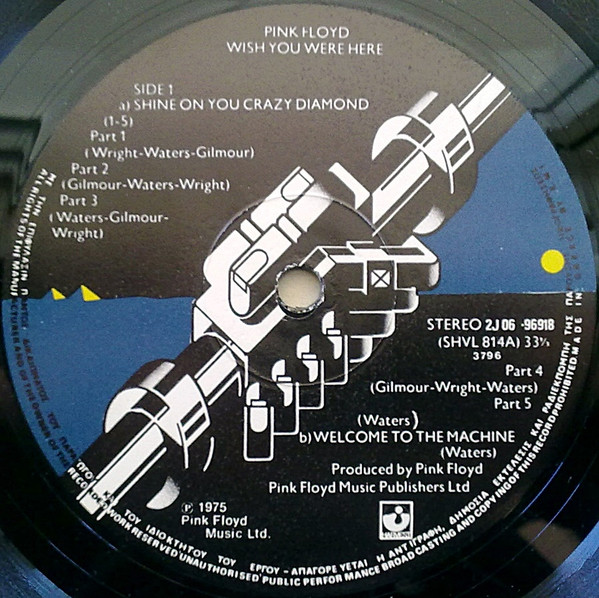 PINK FLOYD
WISH YOU WERE HERE
SIDE 1
a) SHINE ON YOU CRAZY DIAMOND
(1-5)
Part 1
(Wright-Waters-Gilmour)
Part 2
(Gilmour-Waters-Wright)
Part 3
(Waters-Gilmour-
Wright)
STEREO 2J 06 -96918
(SHVL 814A) 33⅓
3796
Part 4
(Gilmour-Wright-Waters)
Part 5
(Waters)
b) WELCOME TO THE MACHINE
(Waters)
Produced by Pink Floyd
Pink Floyd Music Publishers Ltd
℗ 1975
Pink Floyd
Music Ltd.
ΚΑΙ ΤΟΥ ΙΔΙΟΚΤΗΤΟΥ ΤΟΥ ΕΡΓΟΥ - ΑΠΑΓΟΡΕΥΕΤΑΙ Η ΑΝΤΙΓΡΑΦΗ, ΔΗΜΟΣΙΑ ΕΚΤΕΛΕΣΙΣ ΚΑΙ ΡΑΔΙΕΚΠΟΜΠΗ ΤΗΣ
ALL RIGHTS OF THE MANUFACTURER AND OF THE OWNER OF THE RECORDED WORK RESERVED UNAUTHORISED PUBLIC PERFORMANCE BROADCASTING AND COPYING OF THIS RECORD PROHIBITED MADE IN